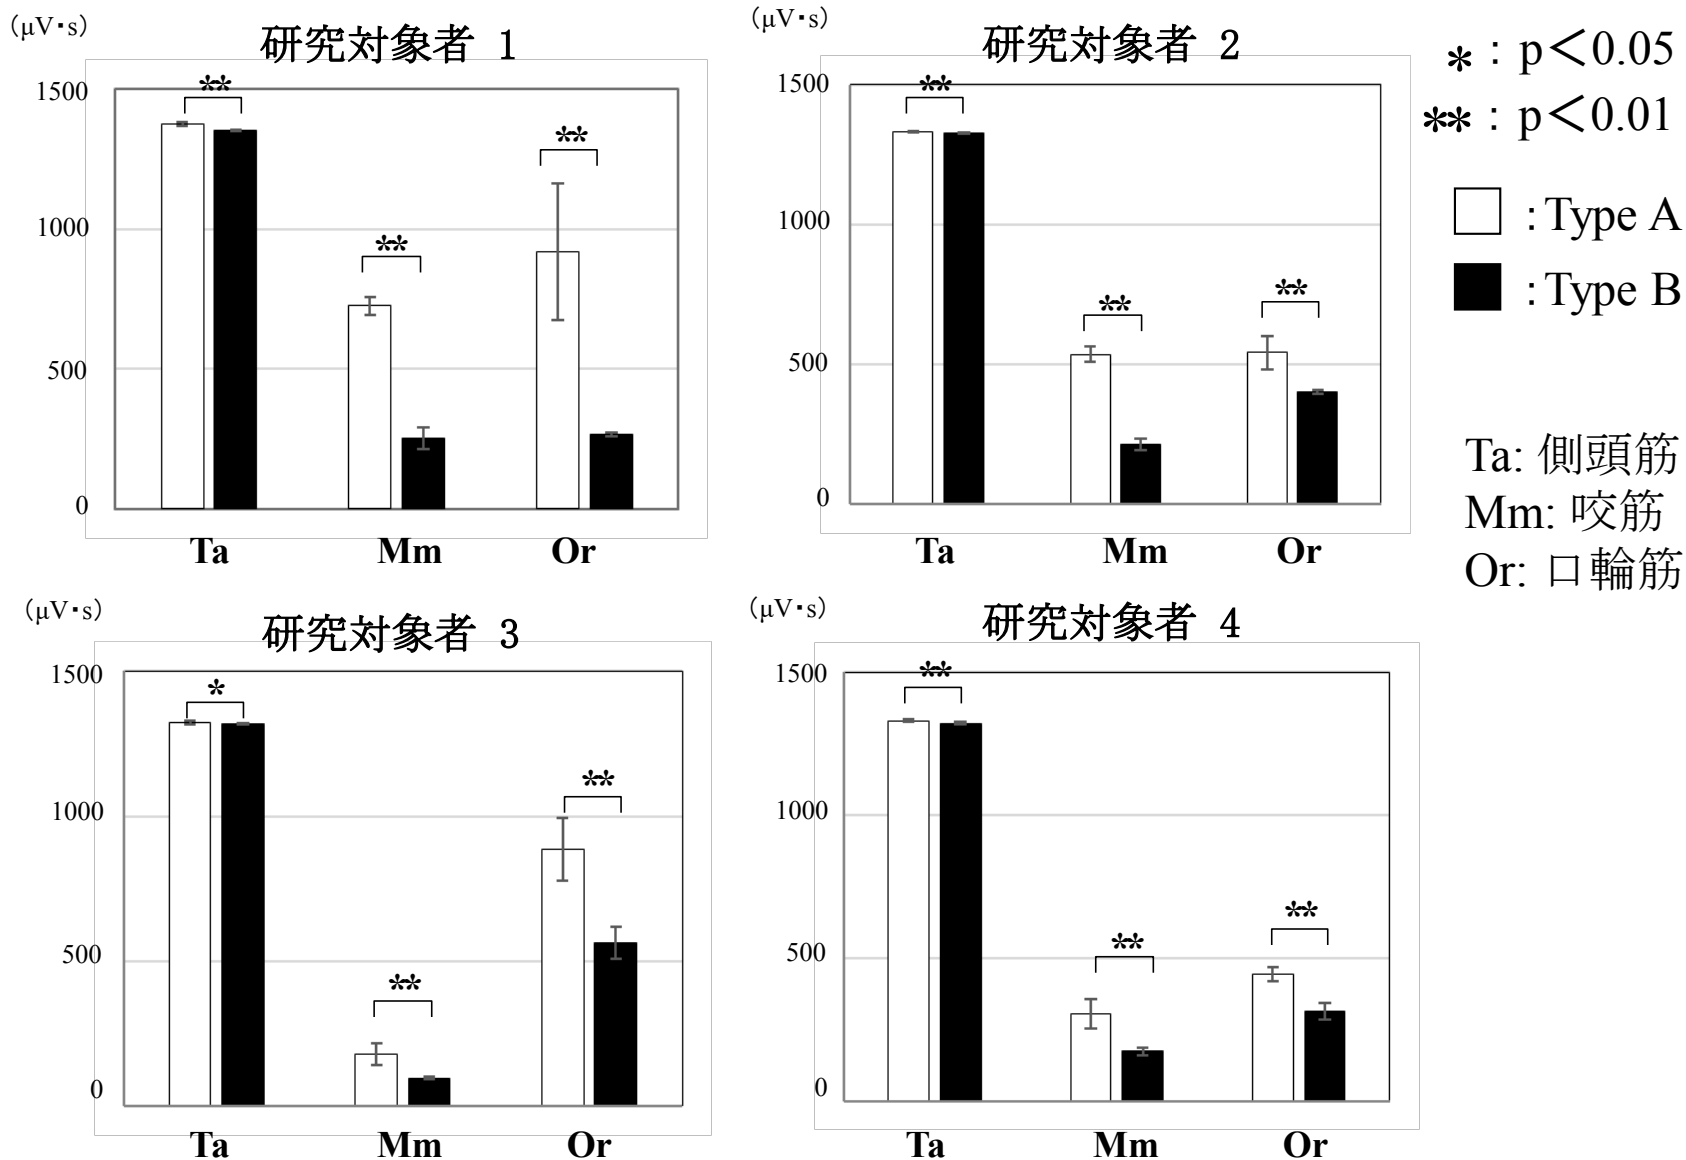 (μV・s)
研究対象者 1
1500
1000
500
0
**
**
**
Ta Mm Or
(μV・s)
研究対象者 2
1500
1000
500
0
**
**
**
Ta Mm Or
*：p＜0.05
**：p＜0.01
：Type A
：Type B
Ta: 側頭筋
Mm: 咬筋
Or: 口輪筋
(μV・s)
研究対象者 3
1500
1000
500
0
*
**
**
Ta Mm Or
(μV・s)
研究対象者 4
1500
1000
500
0
**
**
**
Ta Mm Or